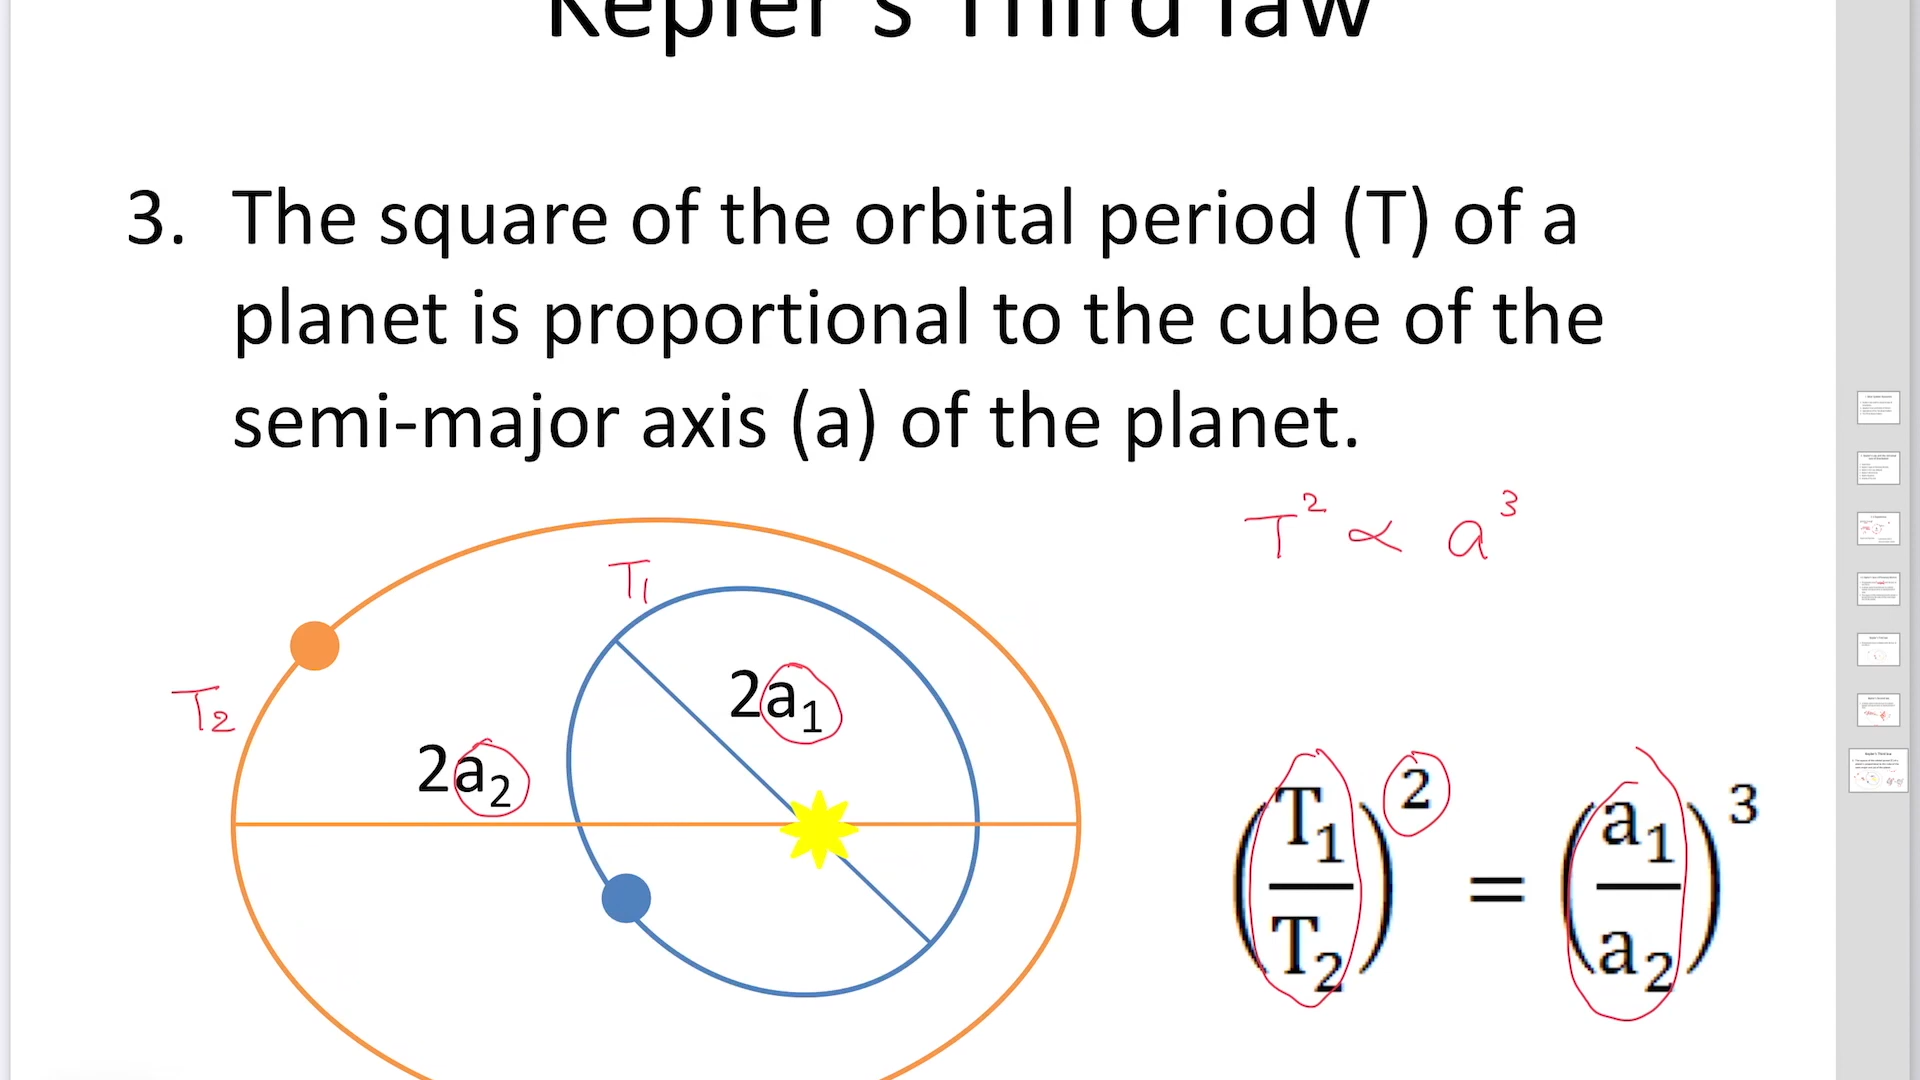 Kepler's Third law
3. The square of the orbital period (T) of a
planet is proportional to the cube of the
semi-major axis (a) of the planet.
T² ∝ a³
T₁
T₂
2a₁
2a₂
(T₁/T₂)² = (a₁/a₂)³